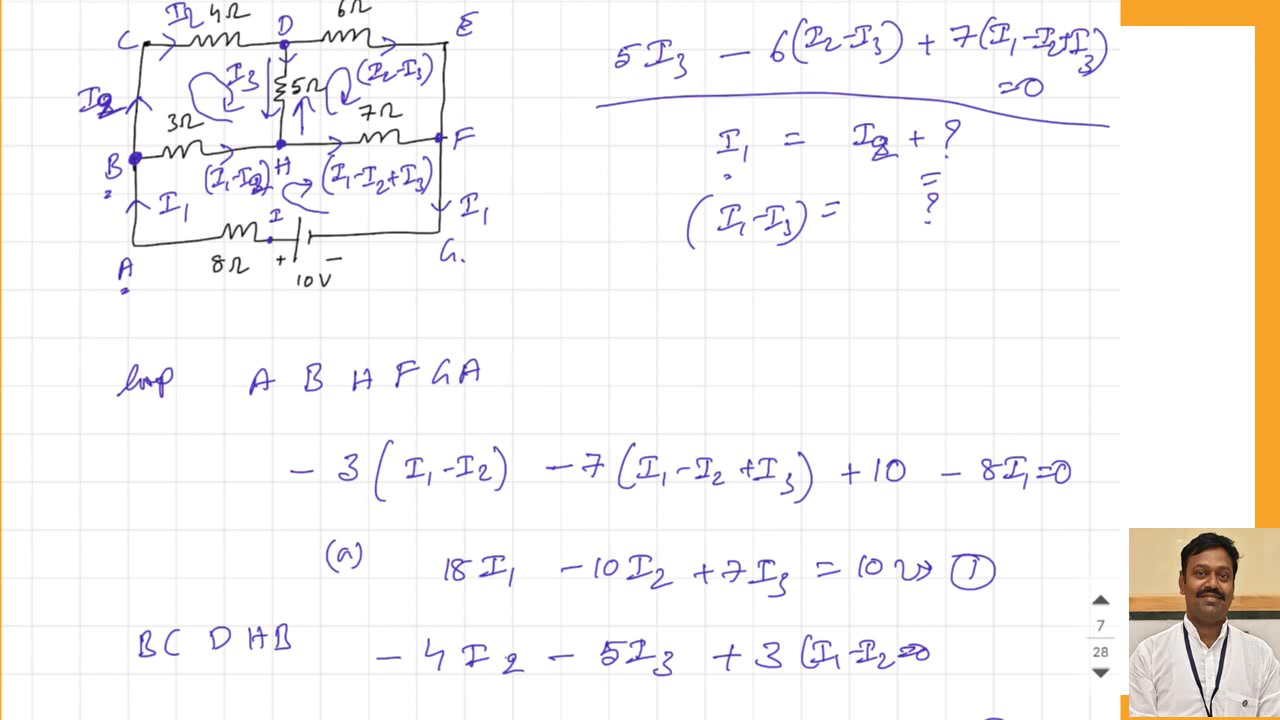 I2 4Ω D 6Ω
C E
I3 5Ω (I2-I3)
I2 3Ω 7Ω
B (I1-I2) H (I1-I2+I3) F
I1 I I1
8Ω + - G.
A 10V
5I3 - 6(I2-I3) + 7(I1-I2+I3)
=0
I1 = I2 + ?
=
(I1-I3) = ?
loop A B H F G A
- 3(I1-I2) -7(I1-I2+I3) +10 - 8I1=0
(a) 18I1 -10I2 +7I3 = 10 → ①
BC D HB - 4I2 - 5I3 + 3(I1-I2=0
7
28